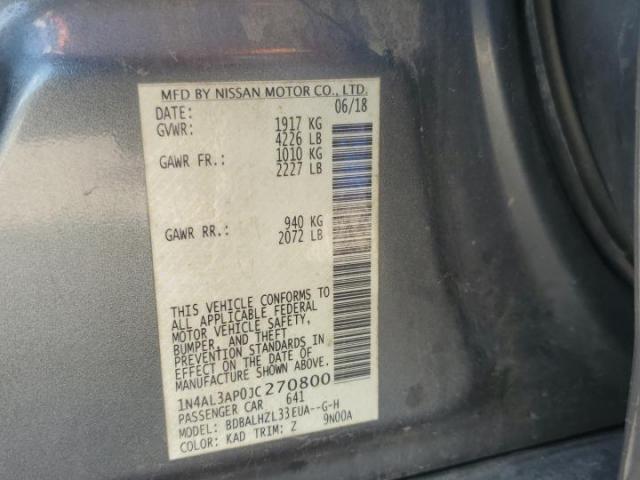 MFD BY NISSAN MOTOR CO., LTD.
DATE: 06/18
GVWR: 1917 KG
4226 LB
GAWR FR.: 1010 KG
2227 LB
GAWR RR.: 940 KG
2072 LB
THIS VEHICLE CONFORMS TO
ALL APPLICABLE FEDERAL
MOTOR VEHICLE SAFETY,
BUMPER, AND THEFT
PREVENTION STANDARDS IN
EFFECT ON THE DATE OF
MANUFACTURE SHOWN ABOVE.
1N4AL3AP0JC270800
PASSENGER CAR 641
MODEL: BDBALHZL33EUA--G-H
COLOR: KAD TRIM: Z 9N00A